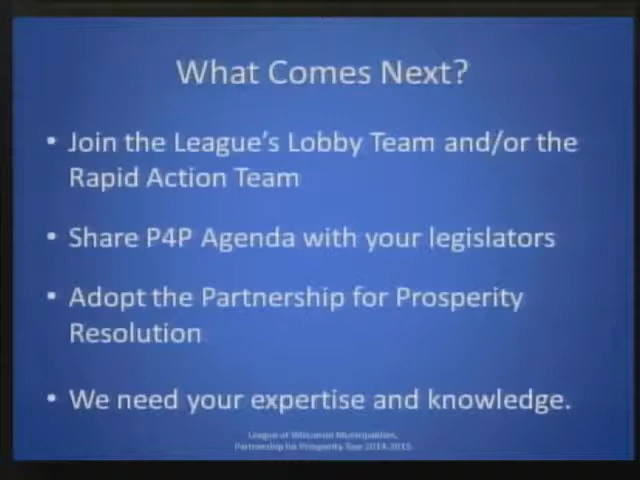 What Comes Next?
• Join the League's Lobby Team and/or the
Rapid Action Team
• Share P4P Agenda with your legislators
• Adopt the Partnership for Prosperity
Resolution
• We need your expertise and knowledge.
League of Wisconsin Municipalities,
Partnership for Prosperity Tour 2014-2015